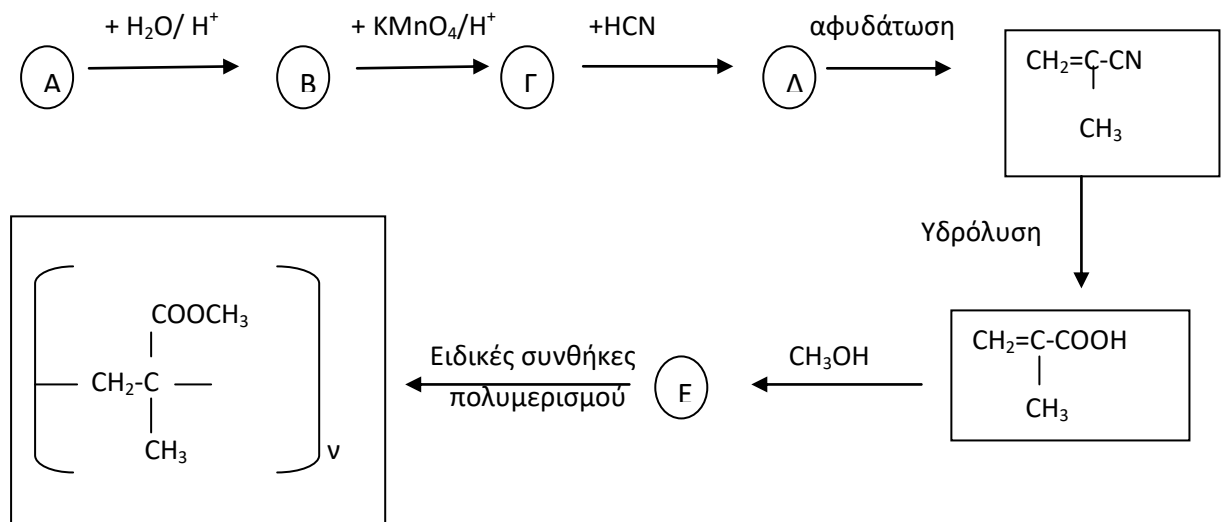 + H₂O/ H⁺ + KMnO₄/H⁺ +HCN αφυδάτωση
Α Β Γ Δ CH₂=C-CN
CH₃
Υδρόλυση
COOCH₃
CH₂-C
CH₃
ν
Ειδικές συνθήκες
πολυμερισμού
Ε
CH₃OH
CH₂=C-COOH
CH₃